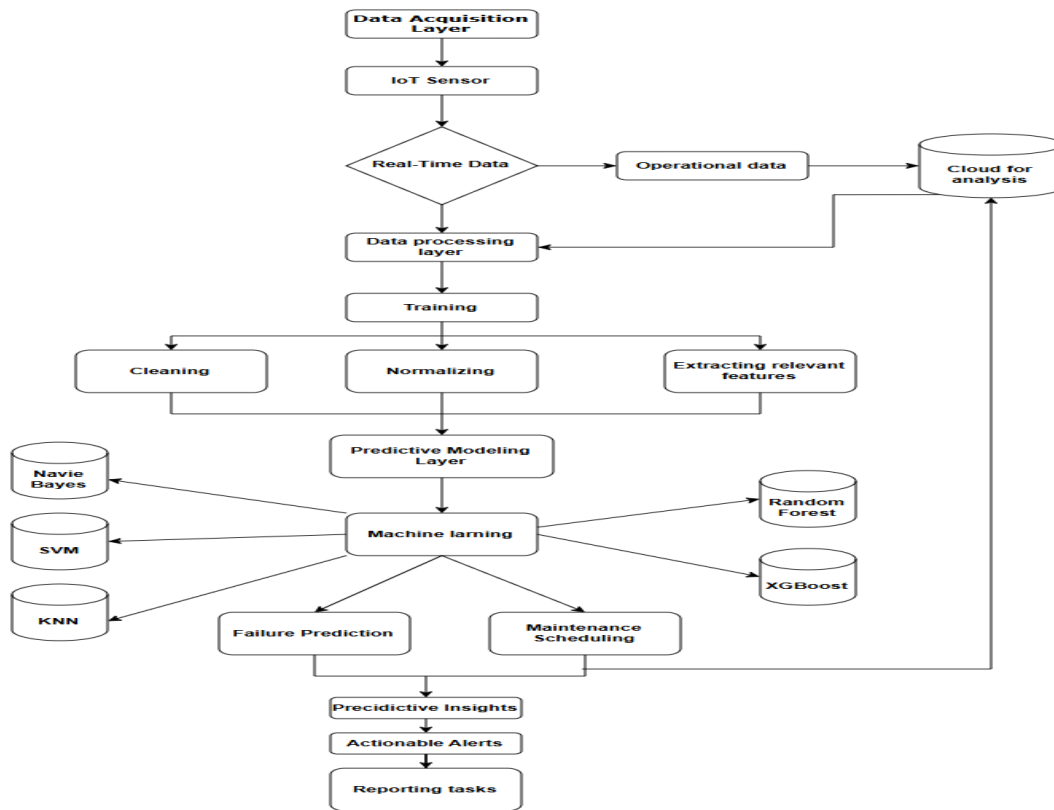 Data Acquisition
Layer
IoT Sensor
Real-Time Data
Operational data
Cloud for
analysis
Data processing
layer
Training
Cleaning
Normalizing
Extracting relevant
features
Predictive Modeling
Layer
Navie
Bayes
Random
Forest
Machine larning
SVM
XGBoost
KNN
Failure Prediction
Maintenance
Scheduling
Precidictive Insights
Actionable Alerts
Reporting tasks